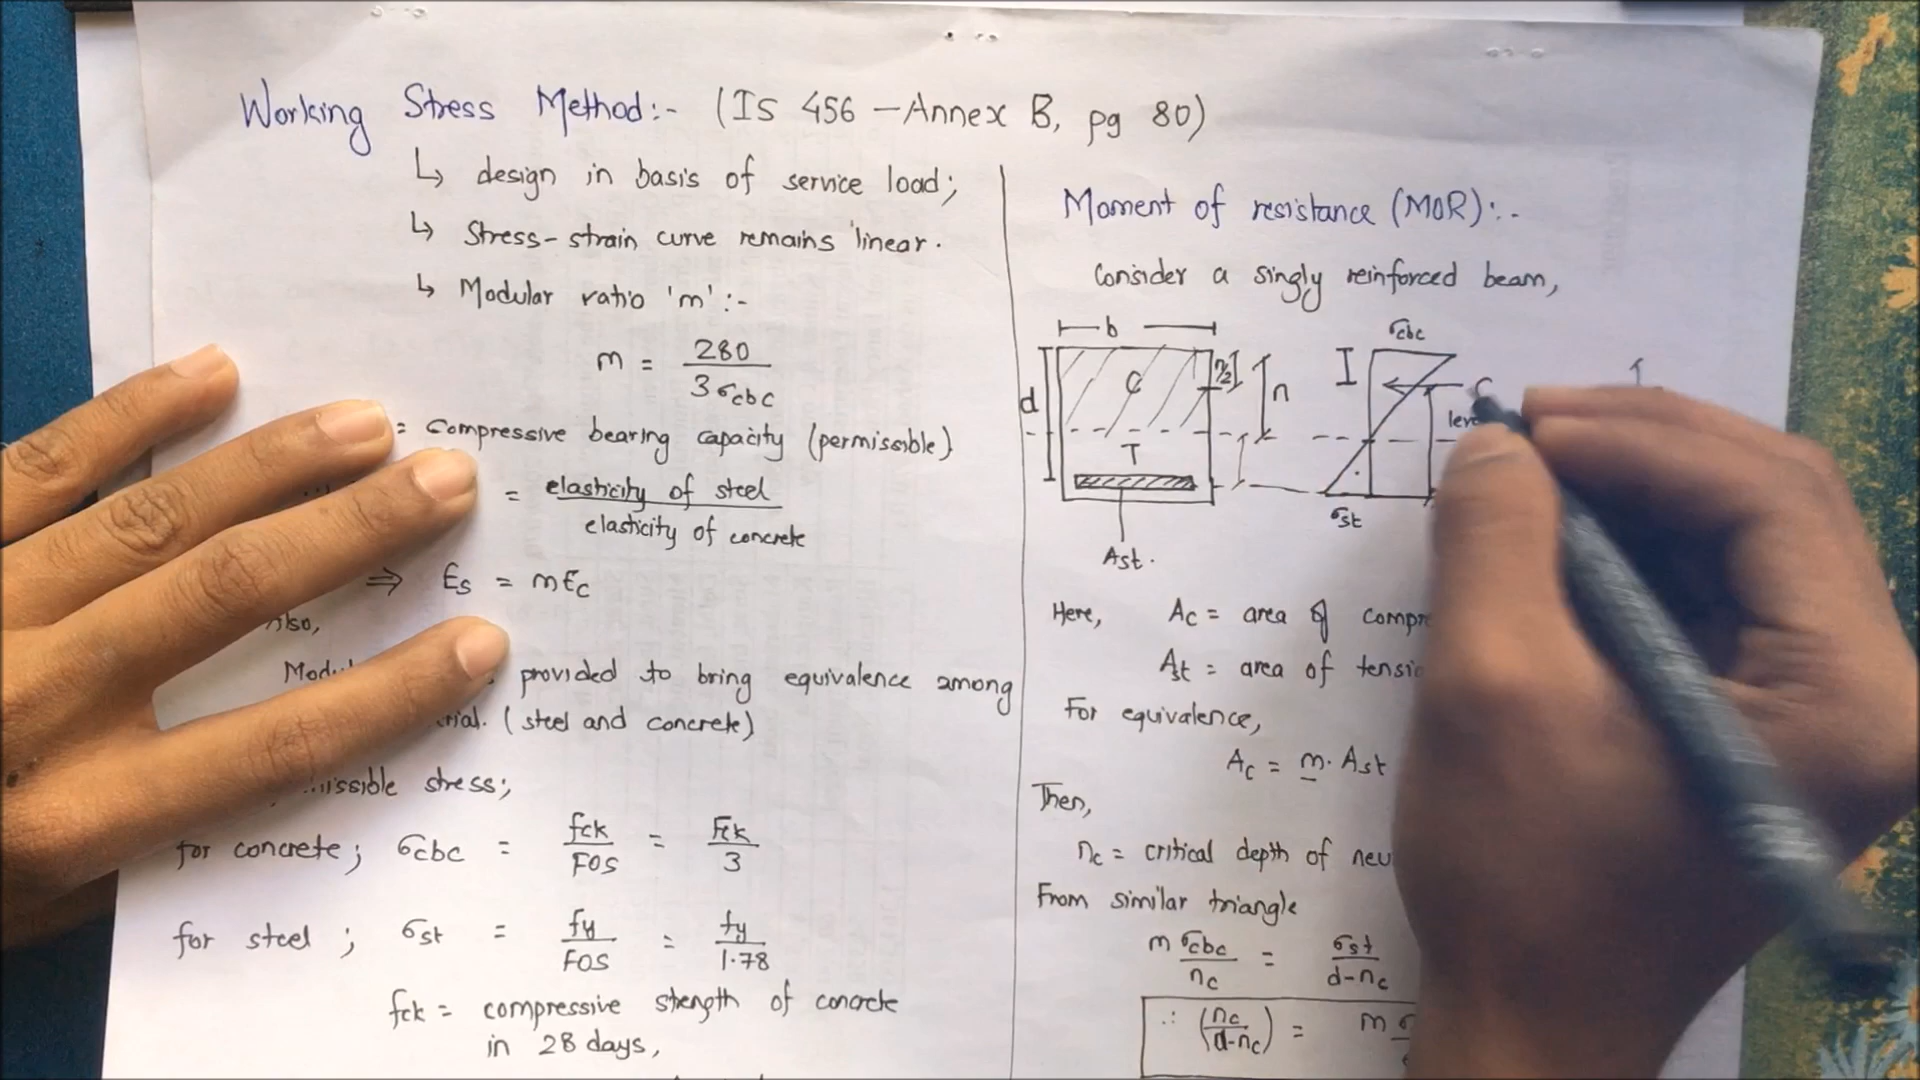 Working Stress Method:- (IS 456 - Annex B, pg 80)
↳ design in basis of service load;
↳ Stress-strain curve remains linear.
↳ Modular ratio 'm':-
m = 280 / 3σcbc
= compressive bearing capacity (permissible)
= elasticity of steel / elasticity of concrete
⇒ Es = mEc
provided to bring equivalence among
(steel and concrete)
stress;
for concrete; σcbc = fck/FOS = fck/3
for steel; σst = fy/FOS = fy/1.78
fck = compressive stength of concrete
in 28 days,
Moment of resistance (MOR):-
Consider a singly reinforced beam,
b
σcbc
C
n/2
n
I
C
d
T
σst
Ast.
Here, Ac = area of
Ast = area of
For equivalence,
Ac = m. Ast
Then,
nc = critical depth of
From similar triangle
m σcbc / nc = σst / d-nc
∴ (nc / d-nc) = m